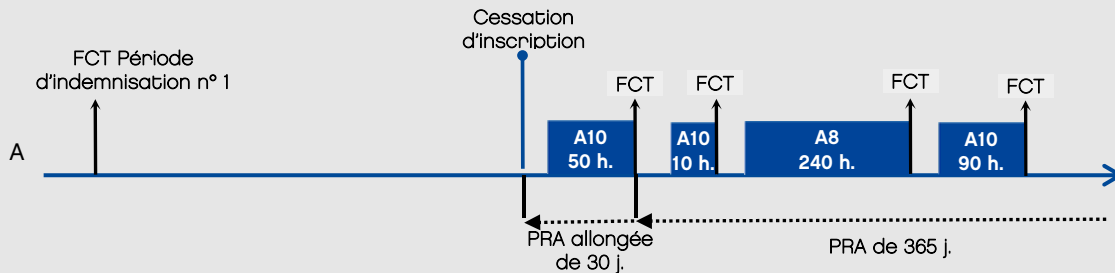 Cessation
d'inscription
FCT Période
d'indemnisation n° 1
FCT
FCT
FCT
FCT
A
A10
50 h.
A10
10 h.
A8
240 h.
A10
90 h.
PRA allongée
de 30 j.
PRA de 365 j.